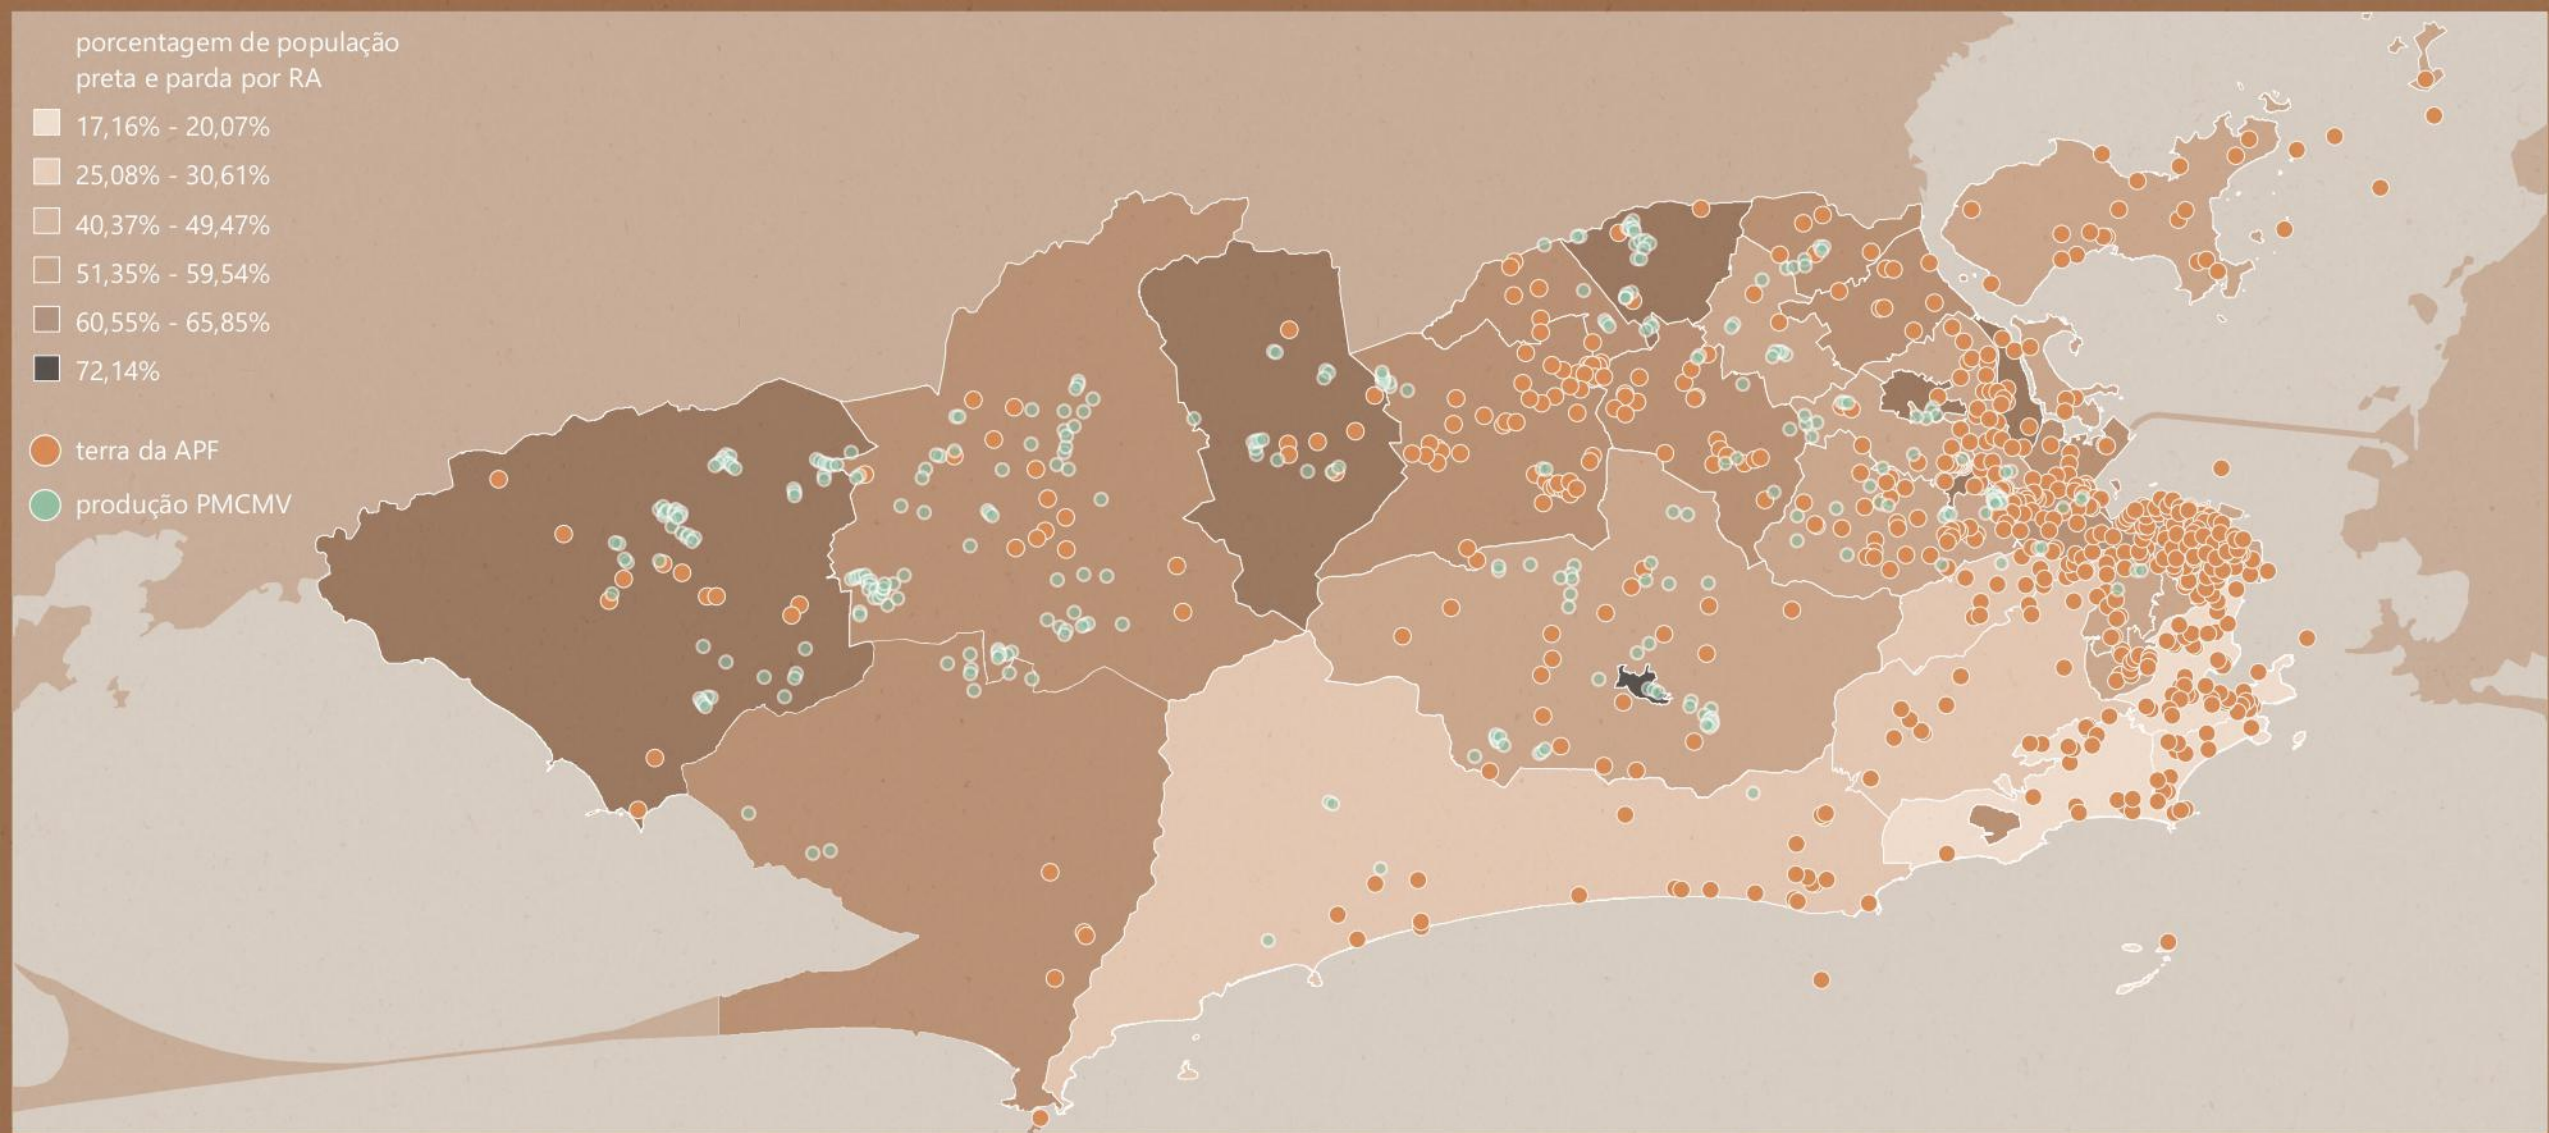 porcentagem de população
preta e parda por RA
17,16% - 20,07%
25,08% - 30,61%
40,37% - 49,47%
51,35% - 59,54%
60,55% - 65,85%
72,14%
terra da APF
produção PMCMV